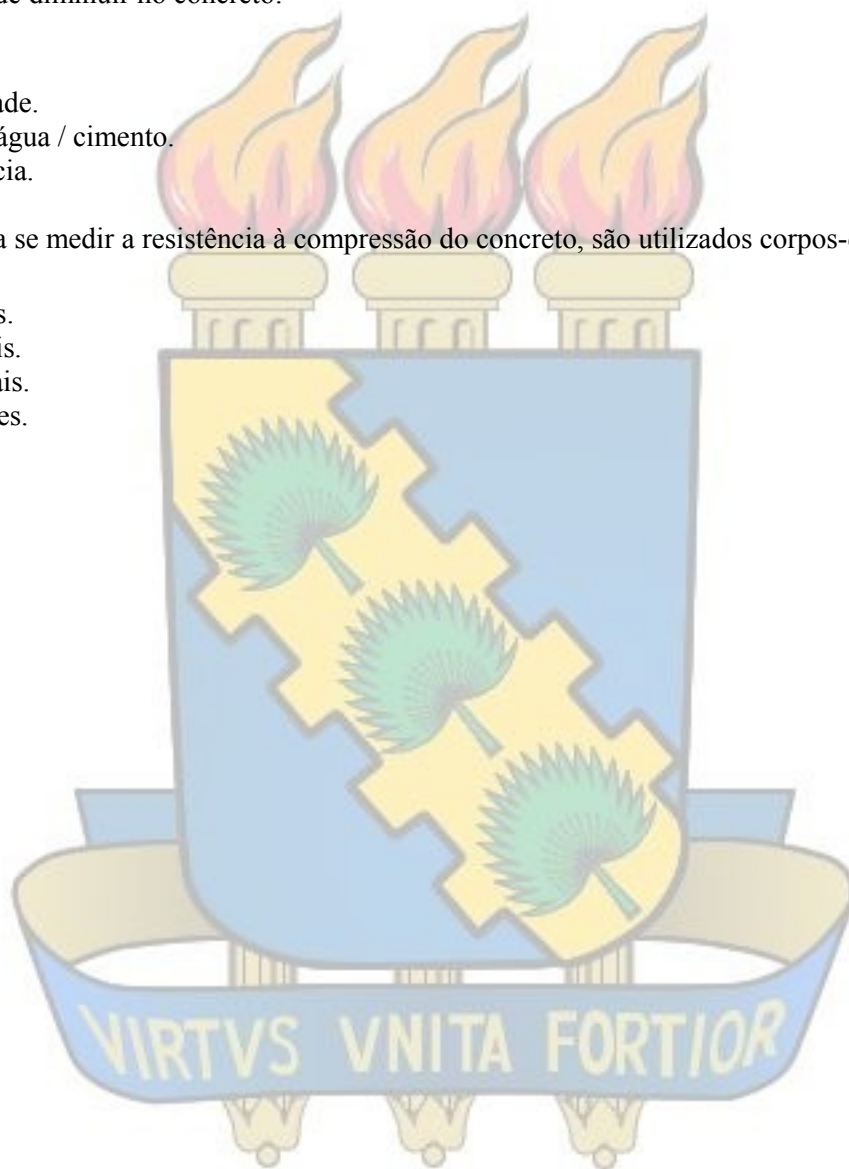 de diminuir no concreto.
ade.
água / cimento.
cia.
a se medir a resistência à compressão do concreto, são utilizados corpos-
s.
is.
ais.
es.
VIRTVS VNITA FORTIOR